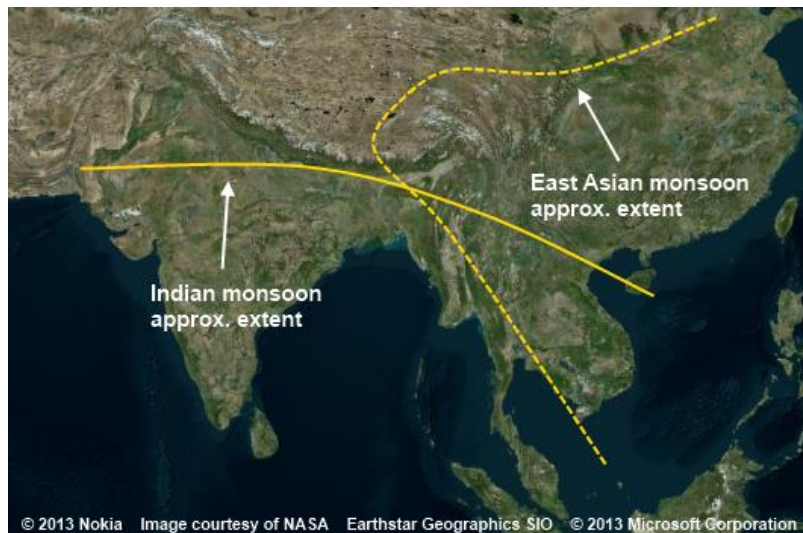 East Asian monsoon
approx. extent
Indian monsoon
approx. extent
© 2013 Nokia Image courtesy of NASA Earthstar Geographics SIO © 2013 Microsoft Corporation